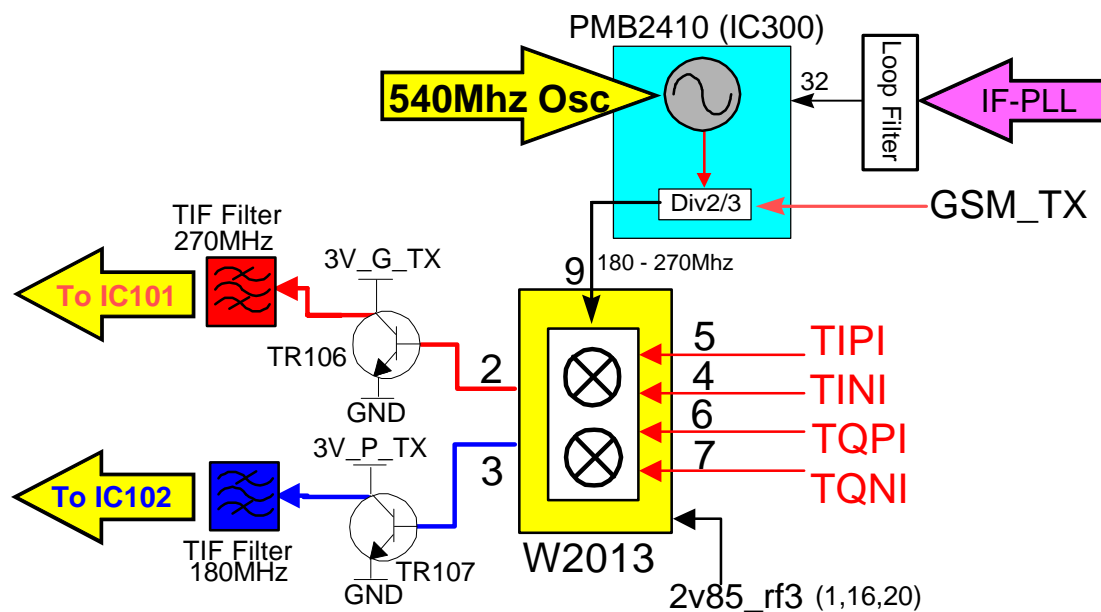 PMB2410 (IC300)
540Mhz Osc
32
Loop Filter
IF-PLL
Div2/3
GSM_TX
TIF Filter
270MHz
3V_G_TX
9
180 - 270Mhz
To IC101
TR106
GND
2
5
TIPI
4
TINI
6
TQPI
7
TQNI
3V_P_TX
3
To IC102
TIF Filter
180MHz
TR107
GND
W2013
2v85_rf3 (1,16,20)